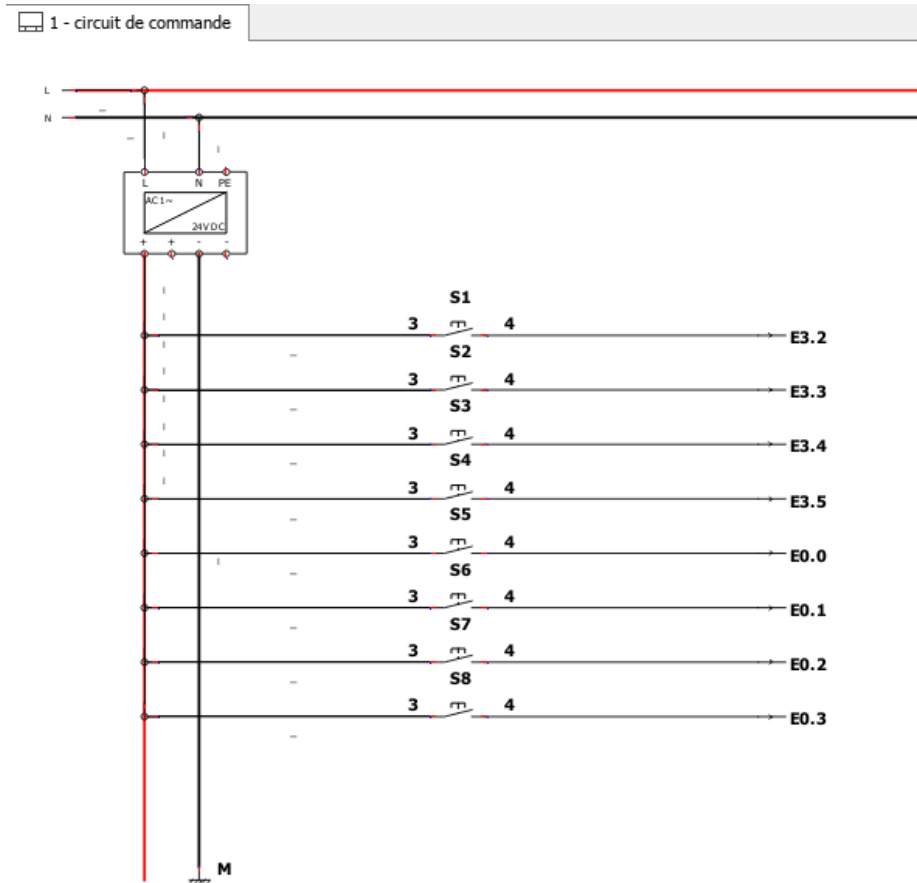 1 - circuit de commande
L
N
L N PE
AC1~
24VDC
+ + - -
S1
3 4 E3.2
S2
3 4 E3.3
S3
3 4 E3.4
S4
3 4 E3.5
S5
3 4 E0.0
S6
3 4 E0.1
S7
3 4 E0.2
S8
3 4 E0.3
M